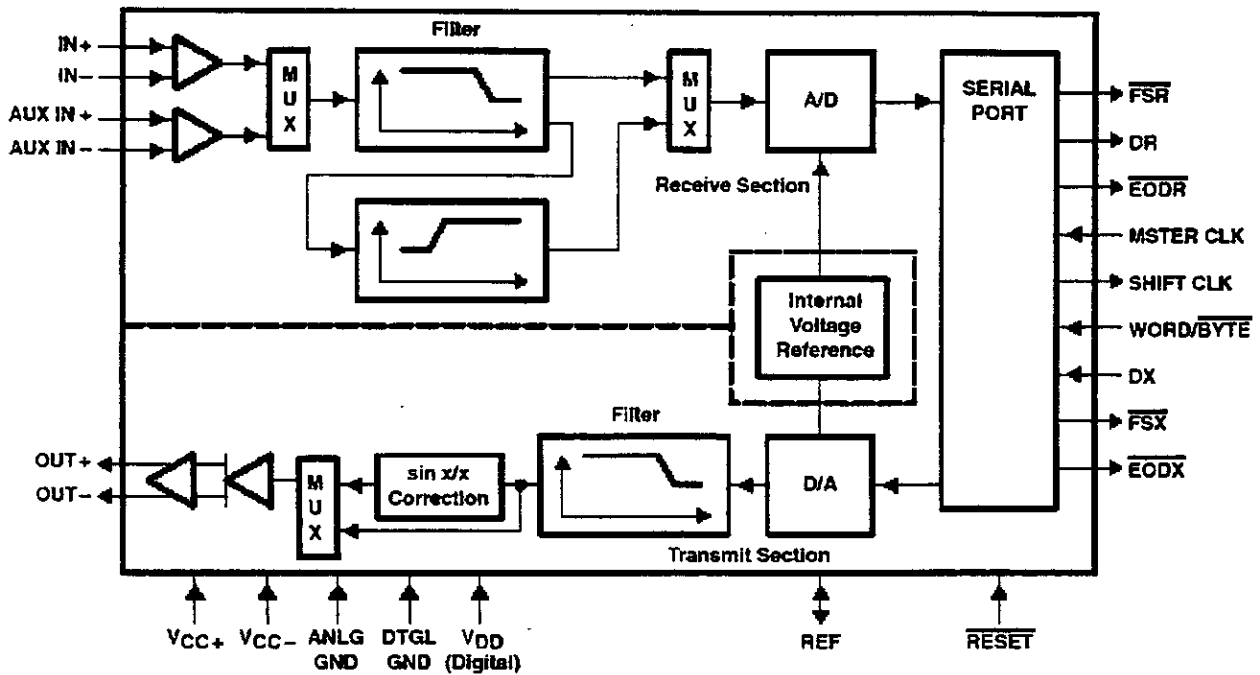 Filter
IN+
IN−
AUX IN+
AUX IN−
M
U
X
M
U
X
A/D
SERIAL
PORT
Receive Section
Internal
Voltage
Reference
FSR
DR
EODR
MSTER CLK
SHIFT CLK
WORD/BYTE
DX
FSX
EODX
Filter
OUT+
OUT−
M
U
X
sin x/x
Correction
D/A
Transmit Section
VCC+
VCC−
ANLG
GND
DTGL
GND
VDD
(Digital)
REF
RESET